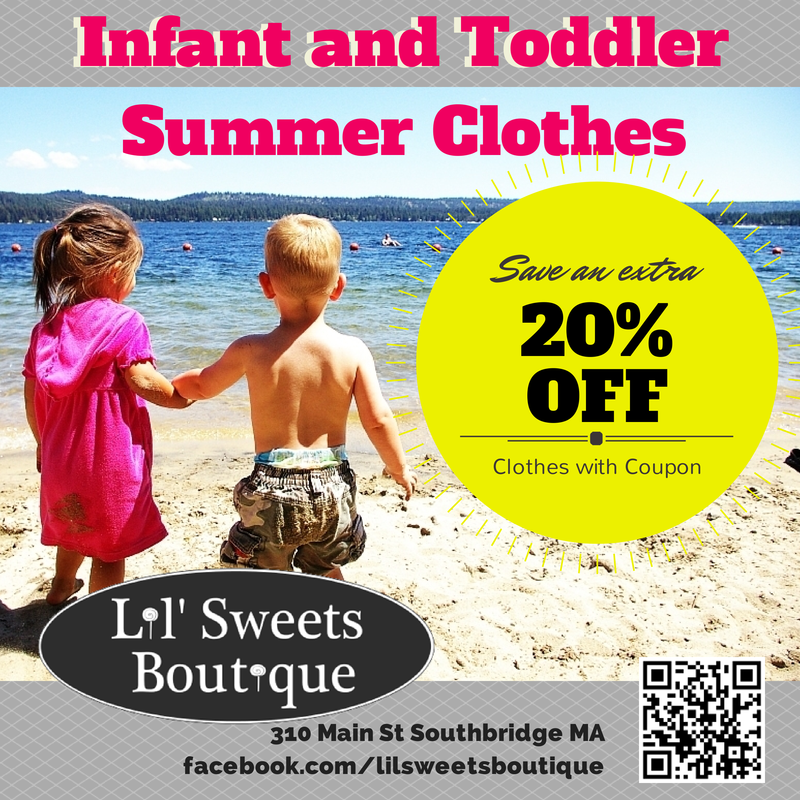 Infant and Toddler
Summer Clothes
Save an extra
20%
OFF
Clothes with Coupon
Lil' Sweets
Boutique
310 Main St Southbridge MA
facebook.com/lilsweetsboutique